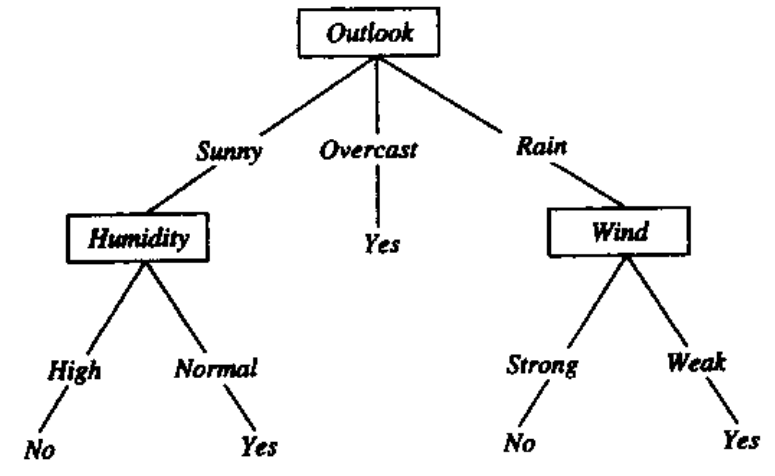 Outlook
Sunny
Overcast
Rain
Humidity
Yes
Wind
High
Normal
Strong
Weak
No
Yes
No
Yes